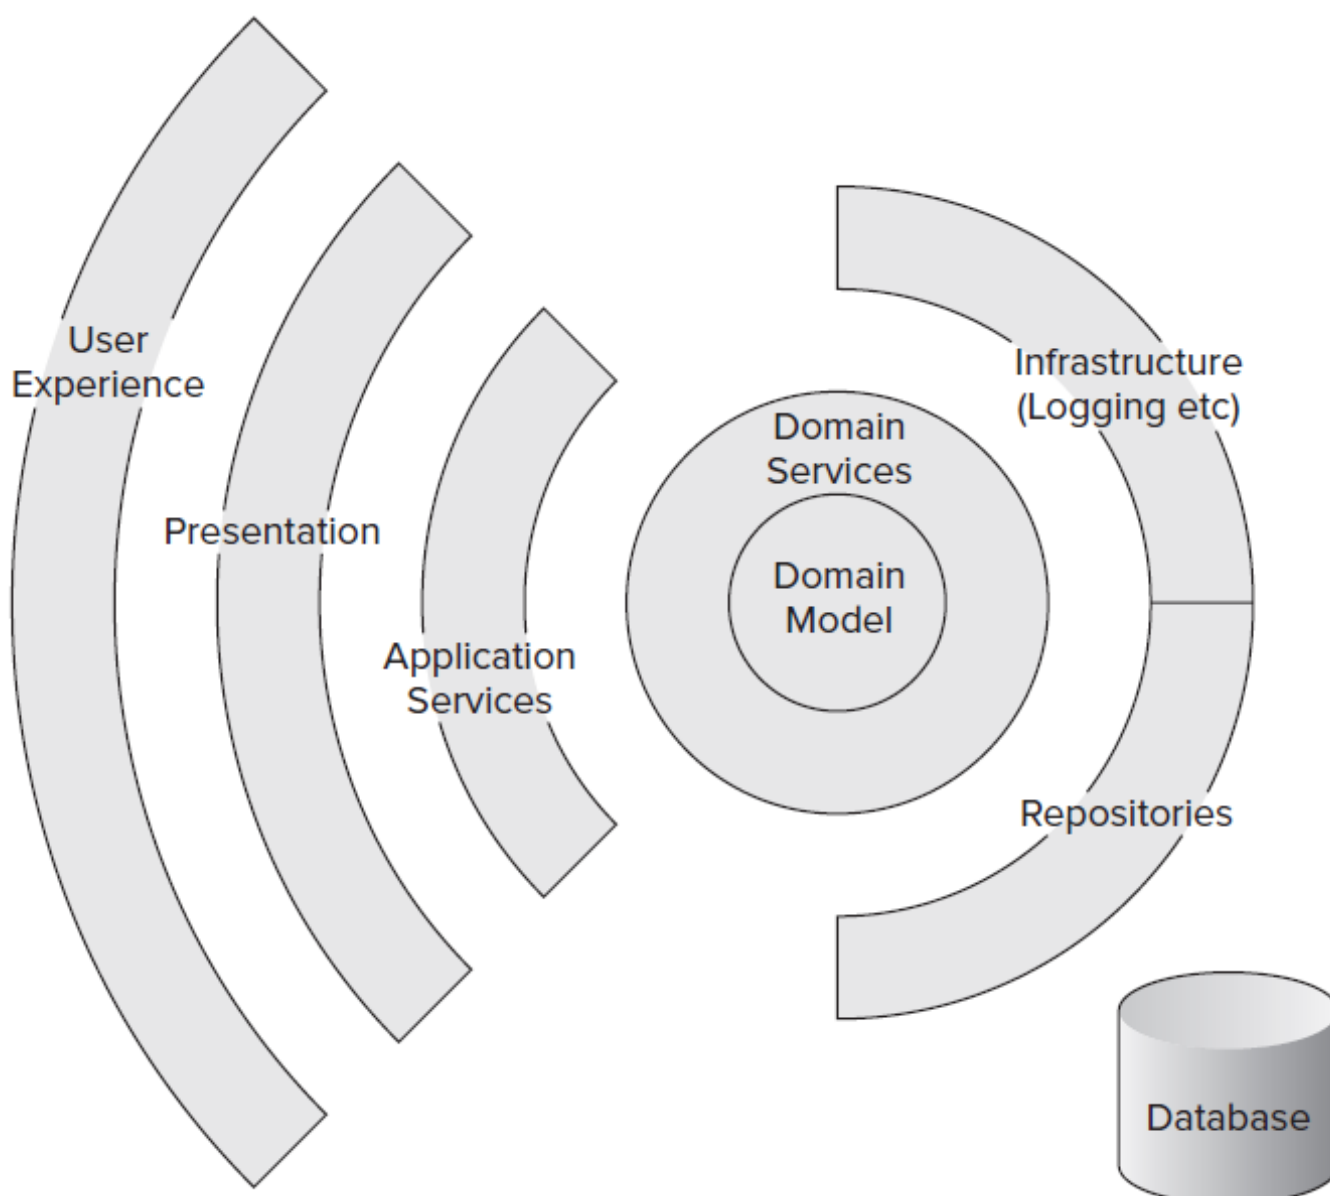 User
Experience
Presentation
Application
Services
Domain
Services
Domain
Model
Infrastructure
(Logging etc)
Repositories
Database